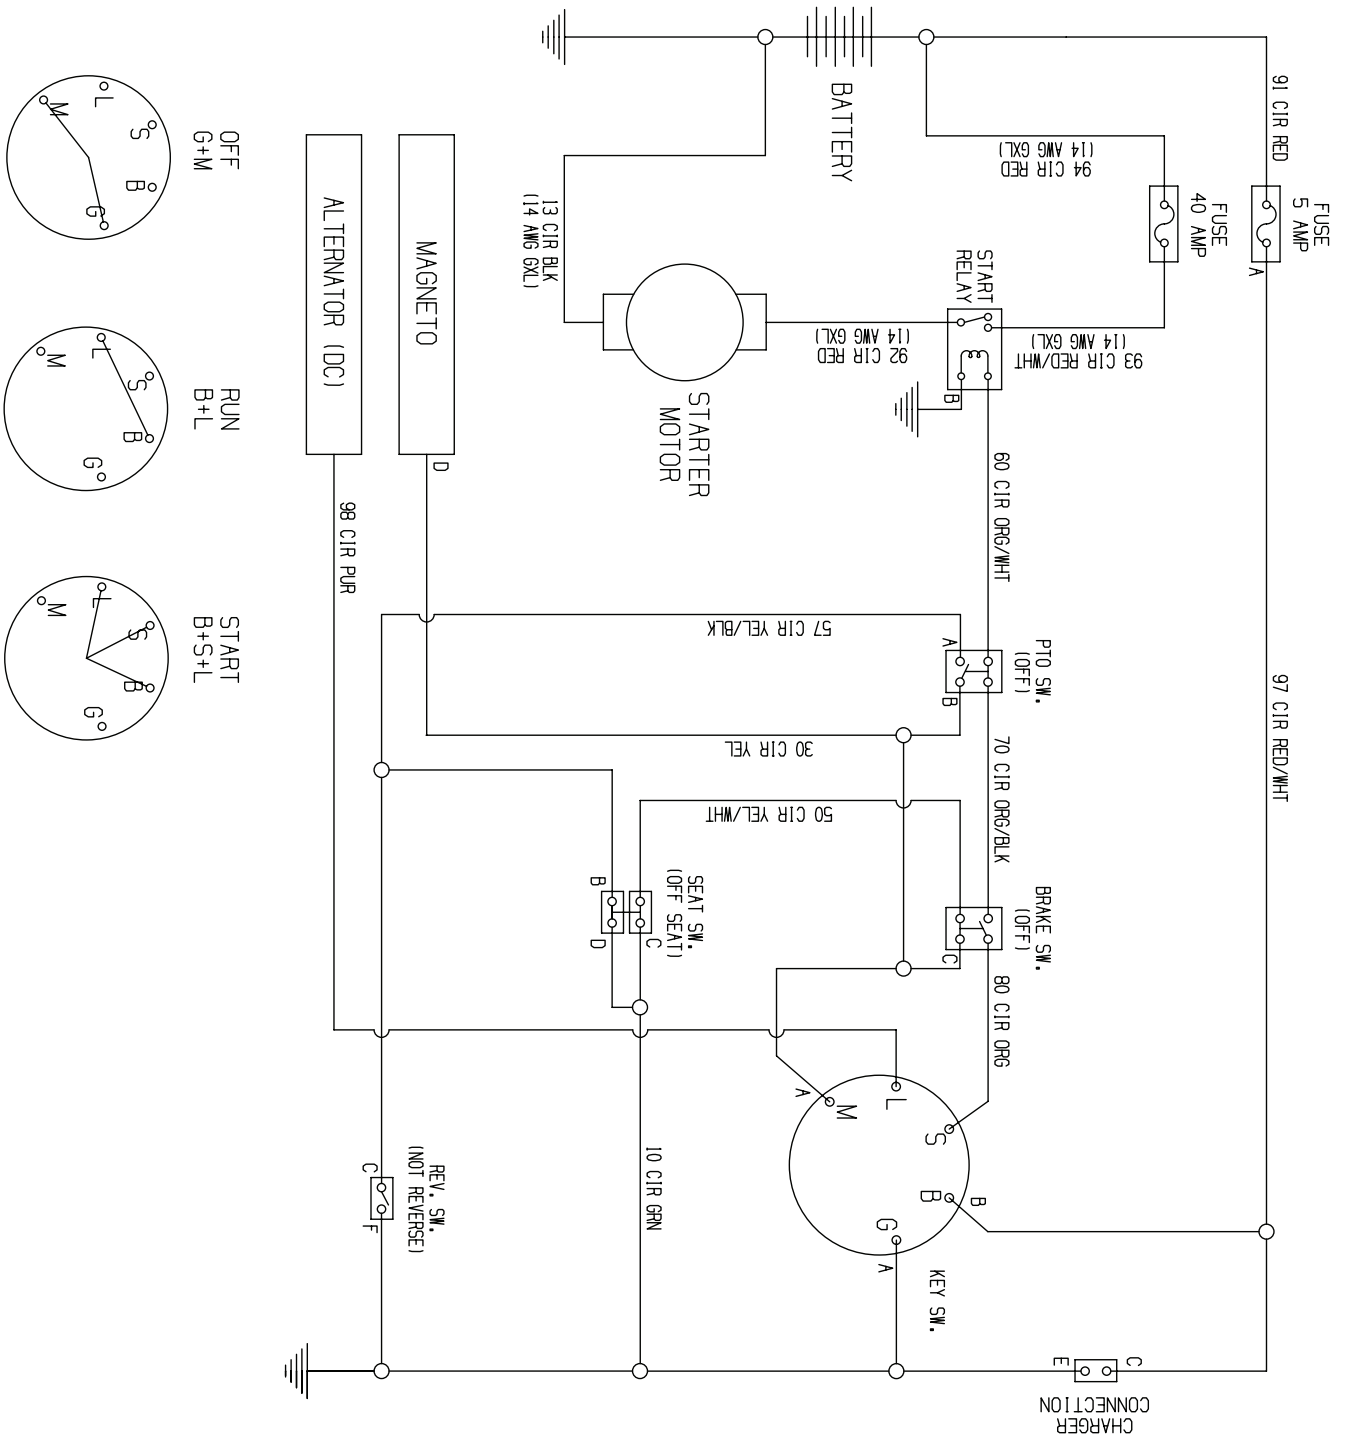 91 CIR RED
FUSE
5 AMP
A
97 CIR RED/WHT
94 CIR RED
(14 AWG GXL)
FUSE
40 AMP
93 CIR RED/WHT
(14 AWG GXL)
BATTERY
START
RELAY
B
92 CIR RED
(14 AWG GXL)
13 CIR BLK
(14 AWG GXL)
STARTER
MOTOR
60 CIR ORG/WHT
PTO SW.
(OFF)
A
B
70 CIR ORG/BLK
BRAKE SW.
(OFF)
C
80 CIR ORG
57 CIR YEL/BLK
30 CIR YEL
50 CIR YEL/WHT
SEAT SW.
(OFF SEAT)
B
D
C
MAGNETO
D
ALTERNATOR (DC)
98 CIR PUR
10 CIR GRN
REV. SW.
(NOT REVERSE)
C
F
KEY SW.
M
L
S
B
G
A
B
A
CHARGER
CONNECTION
C
E
OFF
G+M
M
L
S
B
G
RUN
B+L
M
L
S
B
G
START
B+S+L
M
L
S
B
G